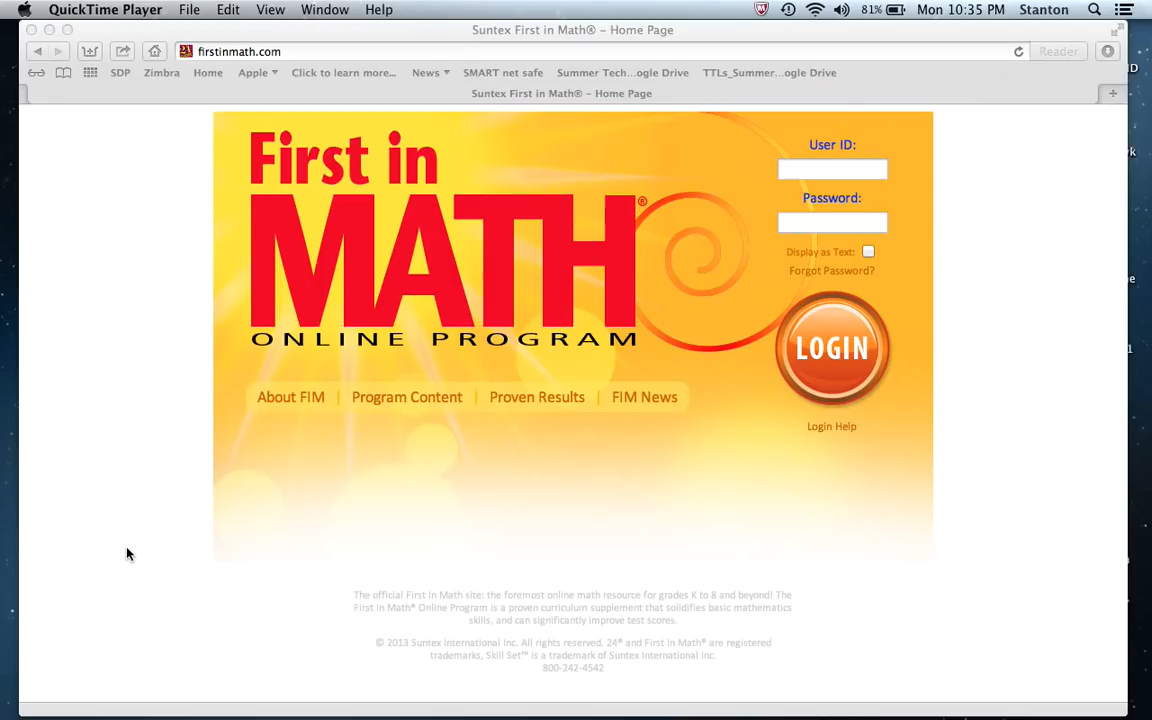 QuickTime Player File Edit View Window Help 81% Mon 10:35 PM Stanton
Suntex First in Math® – Home Page
firstinmath.com Reader
SDP Zimbra Home Apple Click to learn more... News SMART net safe Summer Tech...ogle Drive TTLs_Summer...ogle Drive
Suntex First in Math® – Home Page
First in
MATH®
ONLINE PROGRAM
User ID:
Password:
Display as Text:
Forgot Password?
LOGIN
Login Help
About FIM | Program Content | Proven Results | FIM News
The official First in Math site: the foremost online math resource for grades K to 8 and beyond! The
First in Math® Online Program is a proven curriculum supplement that solidifies basic mathematics
skills, and can significantly improve test scores.
© 2013 Suntex International Inc. All rights reserved. 24® and First in Math® are registered
trademarks, Skill Set™ is a trademark of Suntex International Inc.
800-242-4542